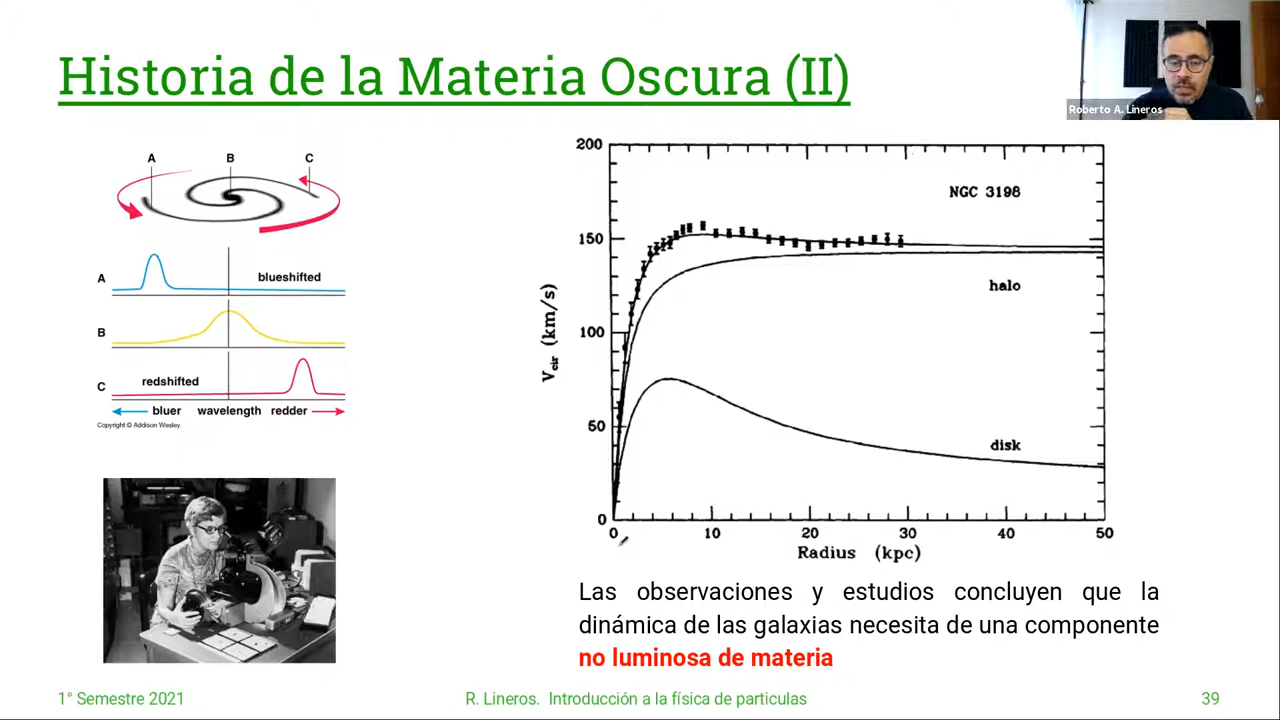 Historia de la Materia Oscura (II)
Roberto A. Lineros
A B C
A
blueshifted
B
C
redshifted
bluer wavelength redder
Copyright © Addison Wesley
200
150
100
50
0
V cir (km/s)
NGC 3198
halo
disk
0 10 20 30 40 50
Radius (kpc)
Las observaciones y estudios concluyen que la
dinámica de las galaxias necesita de una componente
no luminosa de materia
1° Semestre 2021
R. Lineros. Introducción a la física de particulas
39